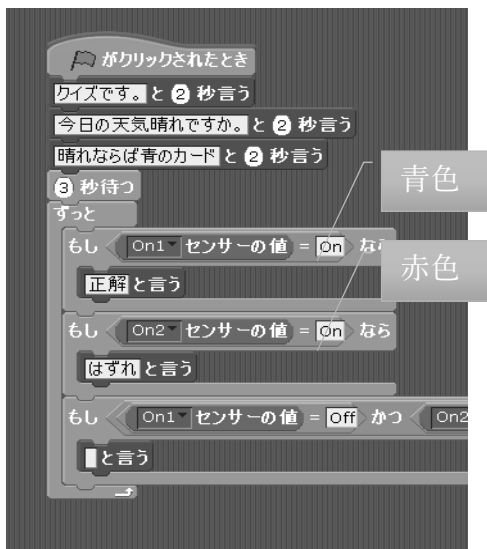 がクリックされたとき
クイズです。と 2 秒言う
今日の天気晴れですか。と 2 秒言う
晴れならば青のカード と 2 秒言う
3 秒待つ
ずっと
もし On1 センサーの値 = On なら
正解 と言う
もし On2 センサーの値 = On なら
はずれ と言う
もし On1 センサーの値 = Off かつ On2
と言う
青色
赤色